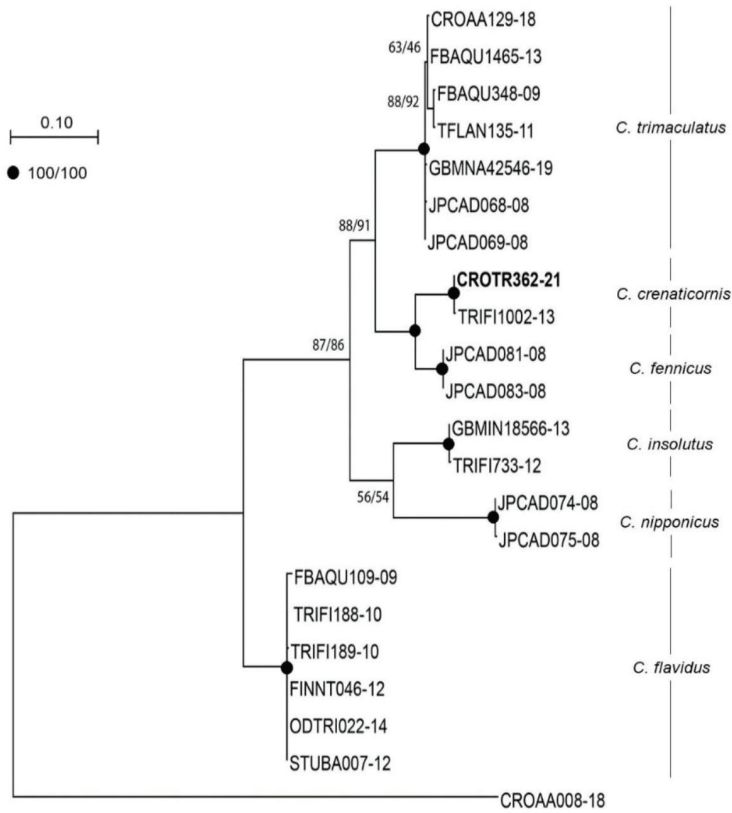 CROAA129-18
63/46
FBAQU1465-13
0.10
88/92
FBAQU348-09
TFLAN135-11
C. trimaculatus
100/100
GBMNA42546-19
JPCAD068-08
88/91
JPCAD069-08
CROTR362-21
C. crenaticornis
TRIFI1002-13
87/86
JPCAD081-08
C. fennicus
JPCAD083-08
GBMIN18566-13
C. insolutus
TRIFI733-12
56/54
JPCAD074-08
C. nipponicus
JPCAD075-08
FBAQU109-09
TRIFI188-10
TRIFI189-10
C. flavidus
FINNT046-12
ODTRI022-14
STUBA007-12
CROAA008-18